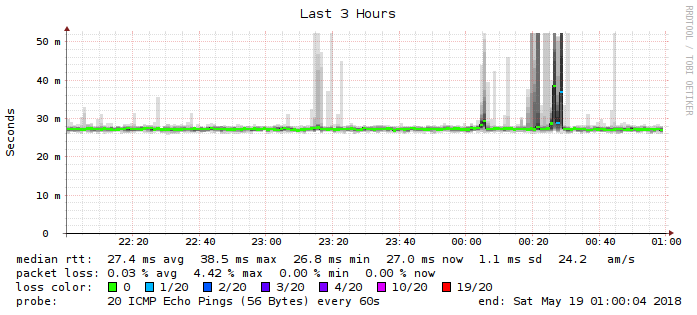 Last 3 Hours
RRDTOOL / TOBI OETIKER
Seconds
50 m
40 m
30 m
20 m
10 m
0
22:20 22:40 23:00 23:20 23:40 00:00 00:20 00:40 01:00
median rtt: 27.4 ms avg 38.5 ms max 26.8 ms min 27.0 ms now 1.1 ms sd 24.2 am/s
packet loss: 0.03 % avg 4.42 % max 0.00 % min 0.00 % now
loss color: 0 1/20 2/20 3/20 4/20 10/20 19/20
probe: 20 ICMP Echo Pings (56 Bytes) every 60s end: Sat May 19 01:00:04 2018